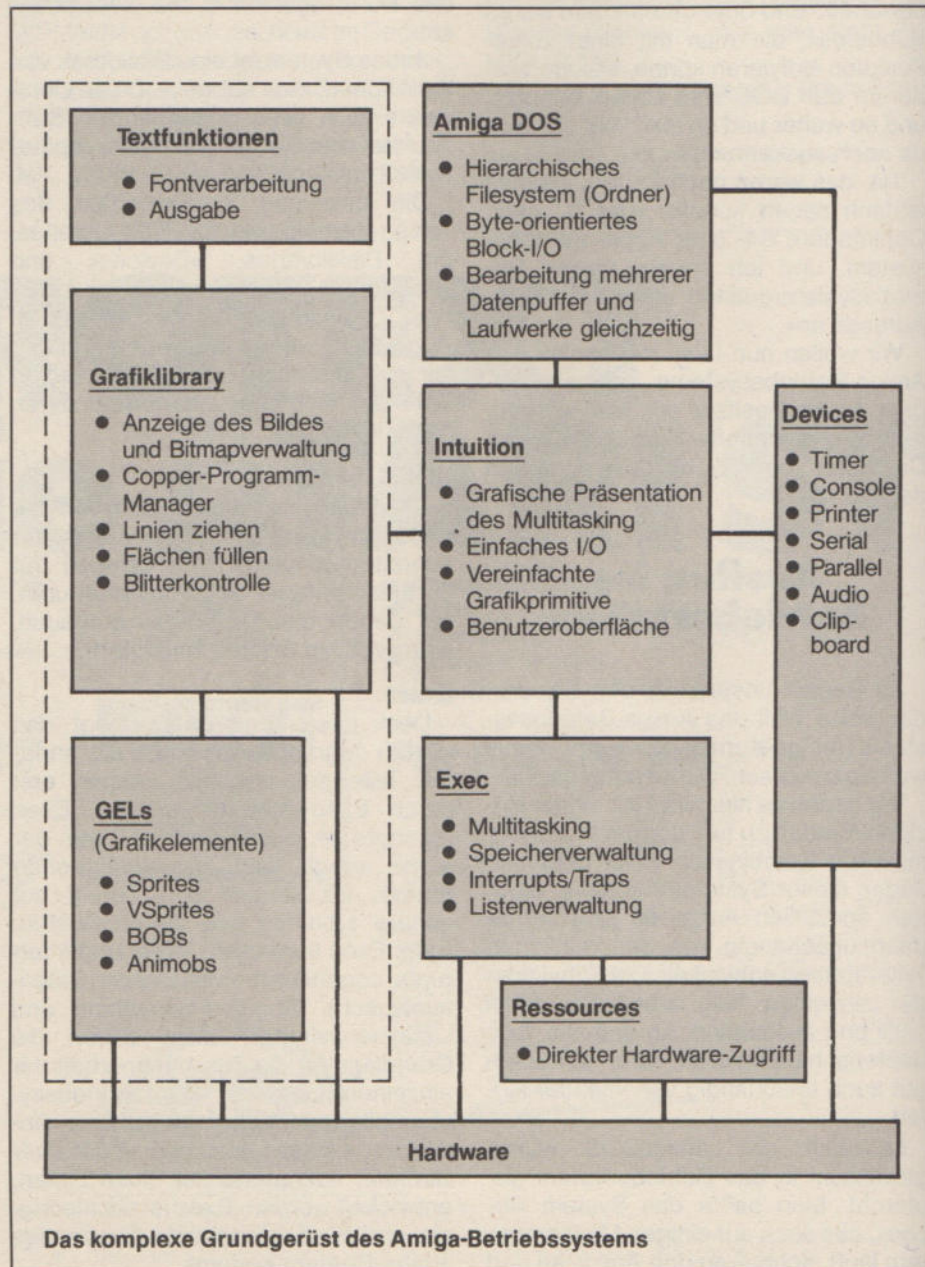 Textfunktionen
● Fontverarbeitung
● Ausgabe
Grafiklibrary
● Anzeige des Bildes
und Bitmapverwaltung
● Copper-Programm-
Manager
● Linien ziehen
● Flächen füllen
● Blitterkontrolle
GELs
(Grafikelemente)
● Sprites
● VSprites
● BOBs
● Animobs
Amiga DOS
● Hierarchisches
Filesystem (Ordner)
● Byte-orientiertes
Block-I/O
● Bearbeitung mehrerer
Datenpuffer und
Laufwerke gleichzeitig
Intuition
● Grafische Präsentation
des Multitasking
● Einfaches I/O
● Vereinfachte
Grafikprimitive
● Benutzeroberfläche
Exec
● Multitasking
● Speicherverwaltung
● Interrupts/Traps
● Listenverwaltung
Ressources
● Direkter Hardware-Zugriff
Devices
● Timer
● Console
● Printer
● Serial
● Parallel
● Audio
● Clip-
board
Hardware
Das komplexe Grundgerüst des Amiga-Betriebssystems